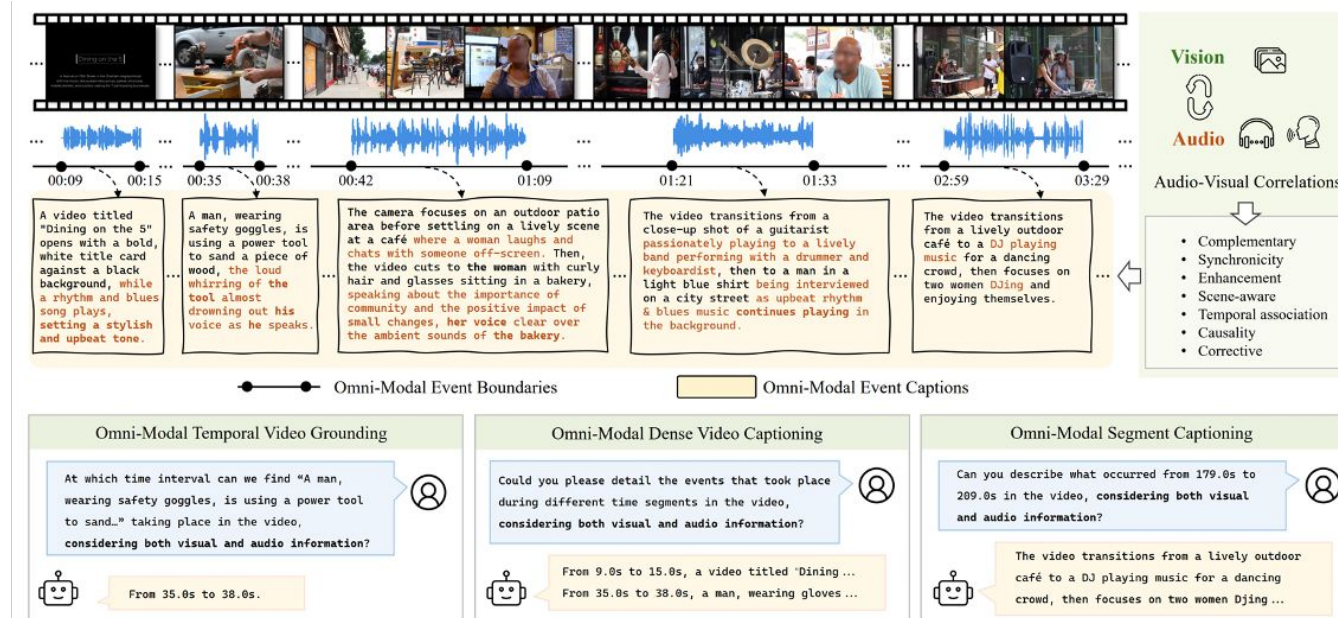 Dining on the 5
Vision
Audio
Audio-Visual Correlations
00:09 00:15 00:35 00:38 00:42 01:09 01:21 01:33 02:59 03:29
A video titled
"Dining on the 5"
opens with a bold,
white title card
against a black
background, while
a rhythm and blues
song plays,
setting a stylish
and upbeat tone.
A man, wearing
safety goggles, is
using a power tool
to sand a piece of
wood, the loud
whirring of the
tool almost
drowning out his
voice as he speaks.
The camera focuses on an outdoor patio
area before settling on a lively scene
at a café where a woman laughs and
chats with someone off-screen. Then,
the video cuts to the woman with curly
hair and glasses sitting in a bakery,
speaking about the importance of
community and the positive impact of
small changes, her voice clear over
the ambient sounds of the bakery.
The video transitions from a
close-up shot of a guitarist
passionately playing to a lively
band performing with a drummer and
keyboardist, then to a man in a
light blue shirt being interviewed
on a city street as upbeat rhythm
& blues music continues playing in
the background.
The video transitions
from a lively outdoor
café to a DJ playing
music for a dancing
crowd, then focuses on
two women DJing and
enjoying themselves.
• Complementary
• Synchronicity
• Enhancement
• Scene-aware
• Temporal association
• Causality
• Corrective
Omni-Modal Event Boundaries
Omni-Modal Event Captions
Omni-Modal Temporal Video Grounding
At which time interval can we find “A man,
wearing safety goggles, is using a power tool
to sand…” taking place in the video,
considering both visual and audio information?
From 35.0s to 38.0s.
Omni-Modal Dense Video Captioning
Could you please detail the events that took place
during different time segments in the video,
considering both visual and audio information?
From 9.0s to 15.0s, a video titled 'Dining ...
From 35.0s to 38.0s, a man, wearing gloves ...
Omni-Modal Segment Captioning
Can you describe what occurred from 179.0s to
209.0s in the video, considering both visual
and audio information?
The video transitions from a lively outdoor
café to a DJ playing music for a dancing
crowd, then focuses on two women Djing ...